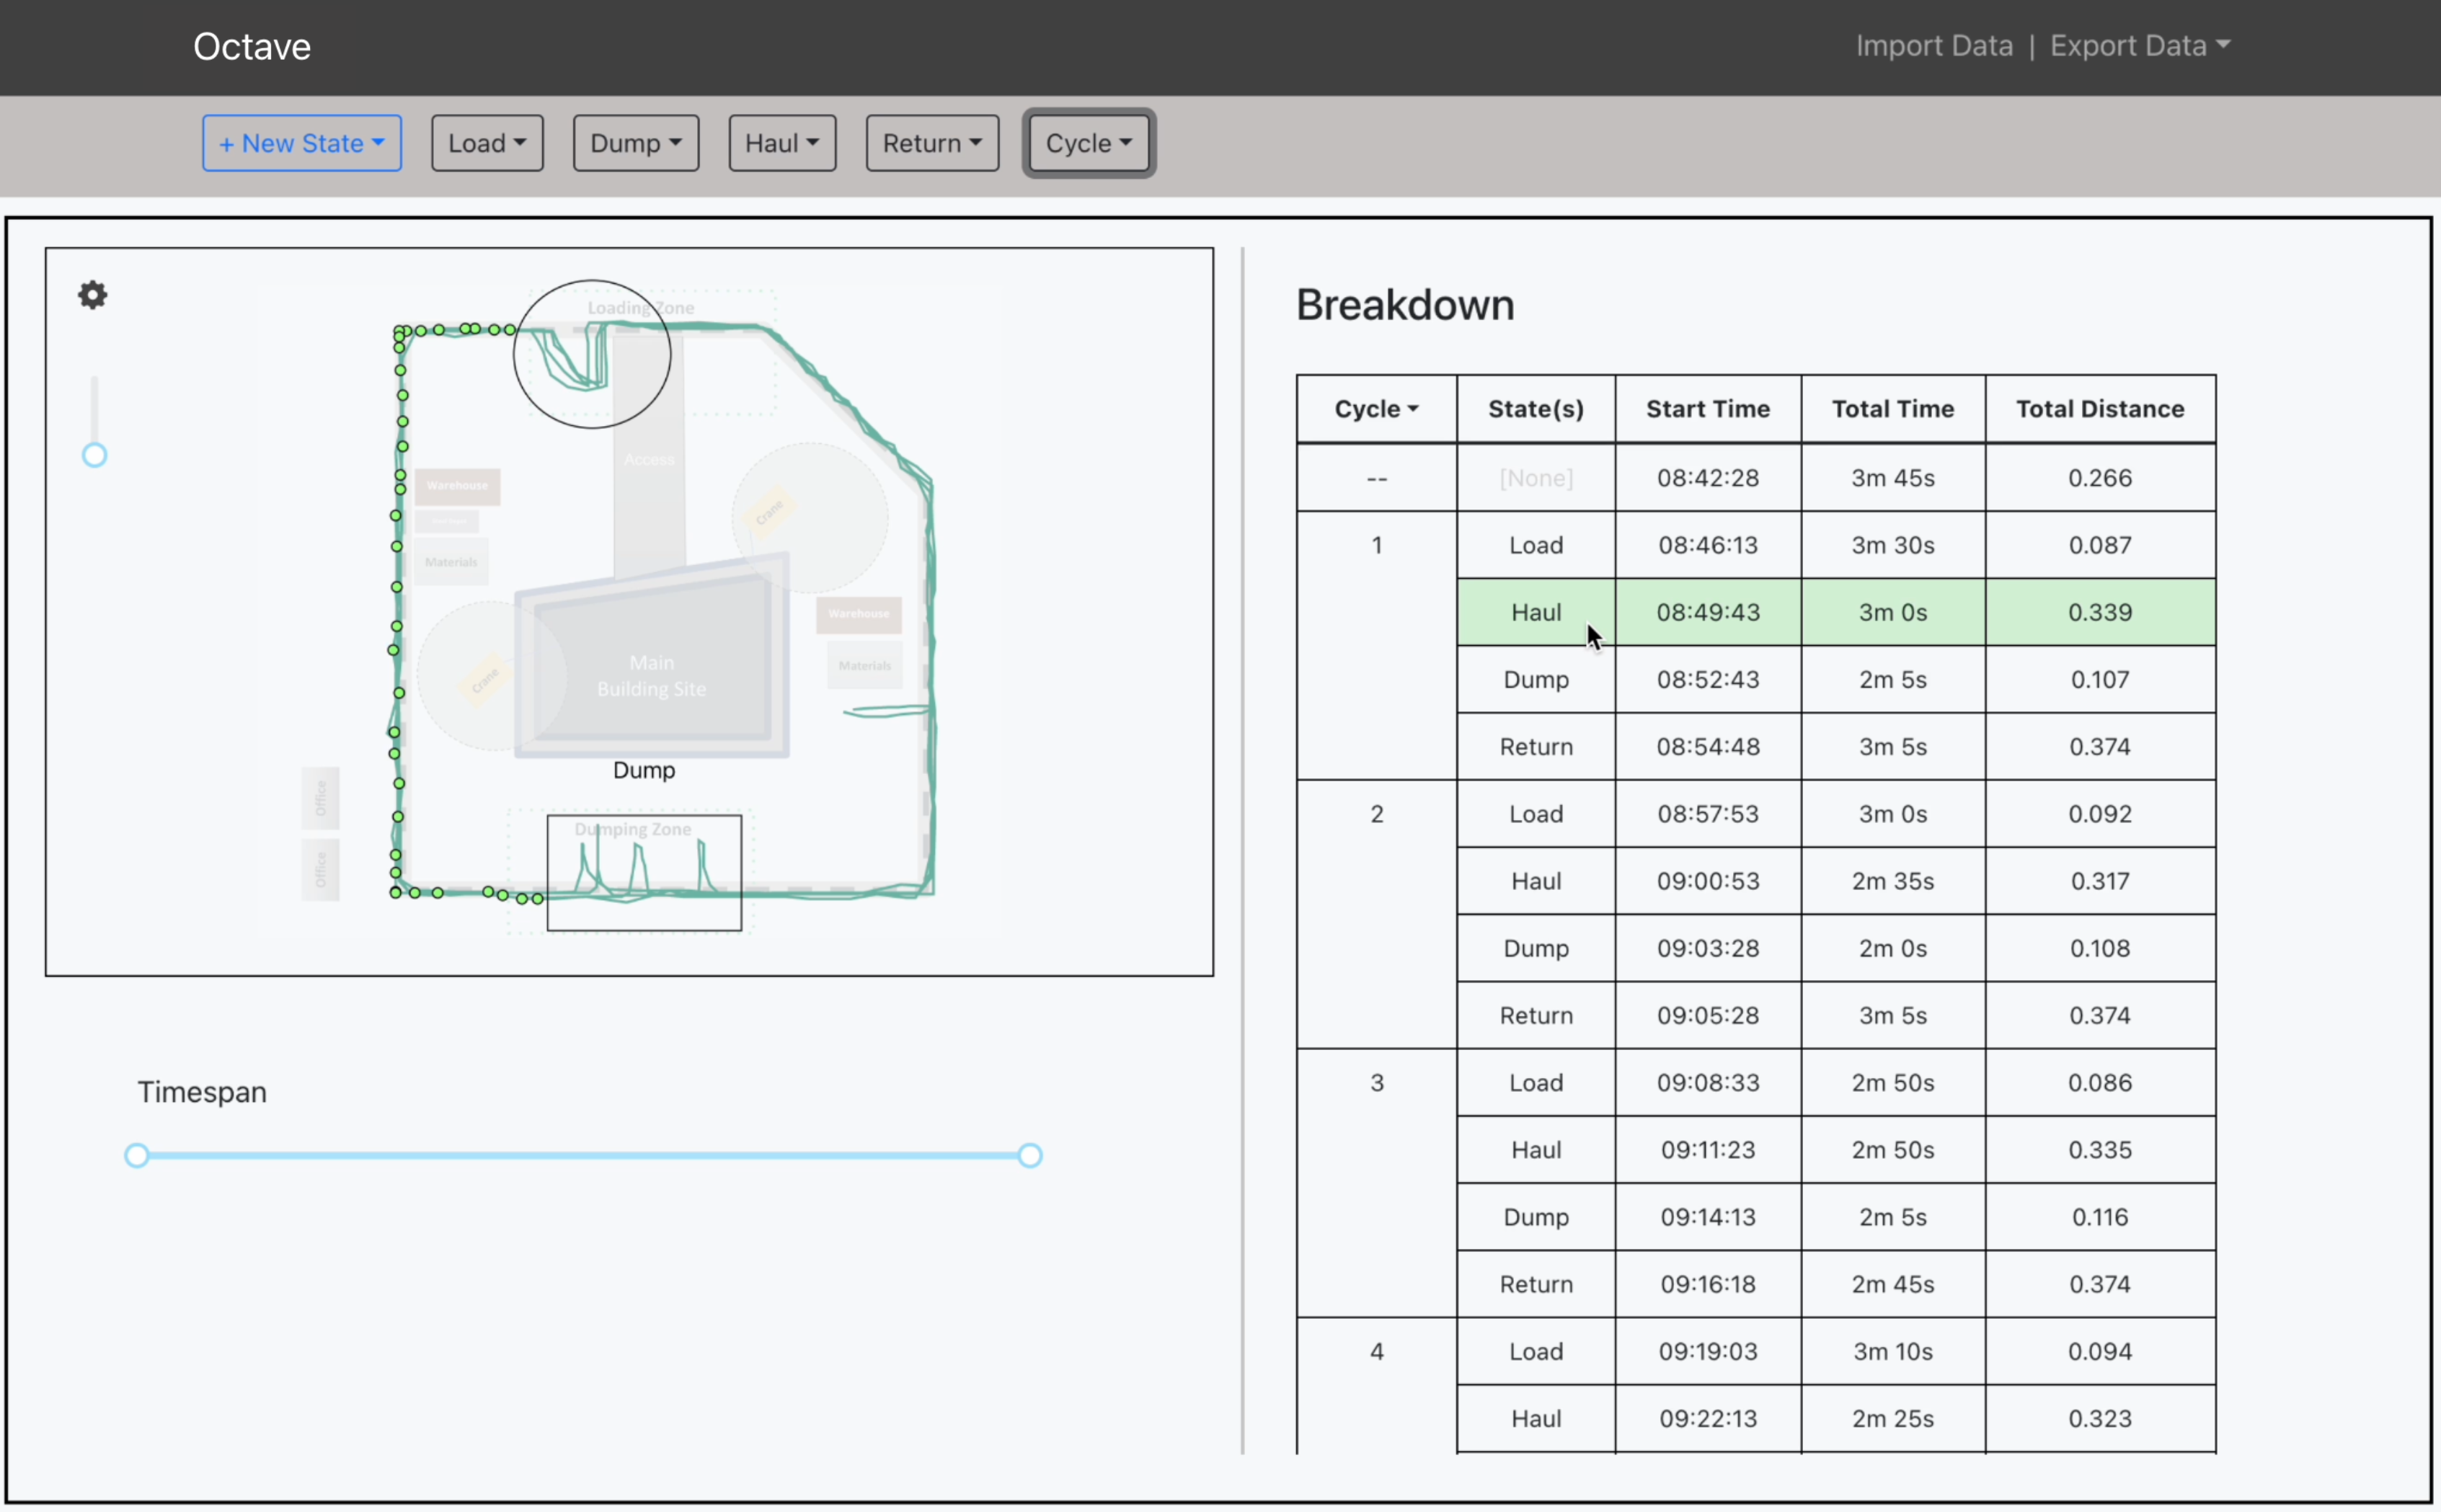 Octave
Import Data | Export Data
+ New State Load Dump Haul Return Cycle
Loading Zone
Access
Warehouse
Crane
Materials
Warehouse
Main
Building Site
Materials
Crane
Dump
Office
Office
Dumping Zone
Timespan
Breakdown
Cycle State(s) Start Time Total Time Total Distance
-- [None] 08:42:28 3m 45s 0.266
1 Load 08:46:13 3m 30s 0.087
Haul 08:49:43 3m 0s 0.339
Dump 08:52:43 2m 5s 0.107
Return 08:54:48 3m 5s 0.374
2 Load 08:57:53 3m 0s 0.092
Haul 09:00:53 2m 35s 0.317
Dump 09:03:28 2m 0s 0.108
Return 09:05:28 3m 5s 0.374
3 Load 09:08:33 2m 50s 0.086
Haul 09:11:23 2m 50s 0.335
Dump 09:14:13 2m 5s 0.116
Return 09:16:18 2m 45s 0.374
4 Load 09:19:03 3m 10s 0.094
Haul 09:22:13 2m 25s 0.323